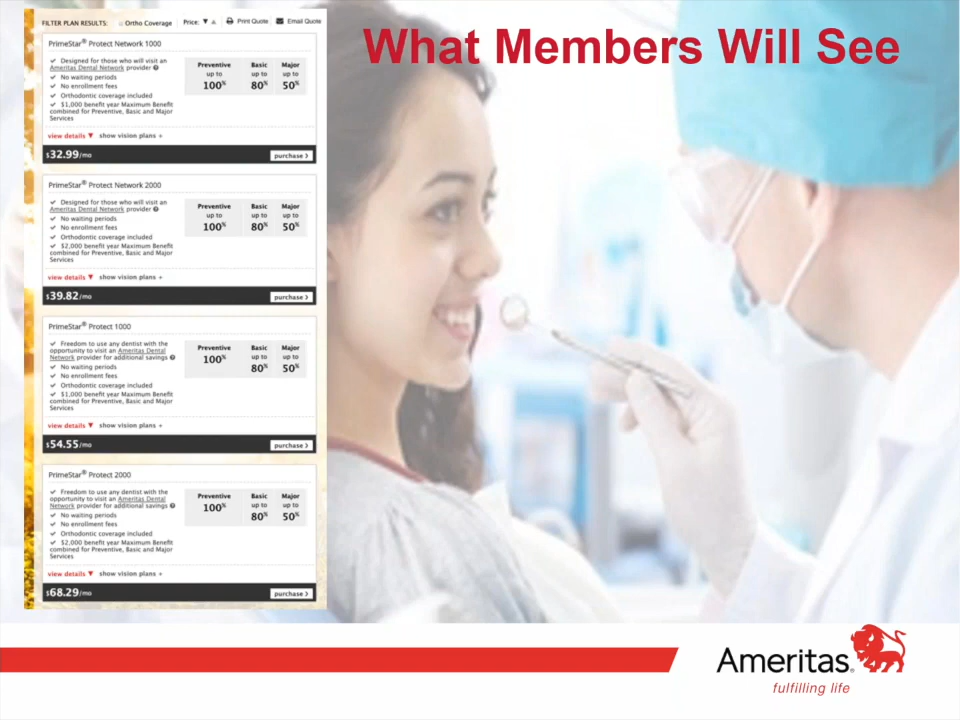 What Members Will See
FILTER PLAN RESULTS: Ortho Coverage Price: ▼ ▲ Print Quote Email Quote
PrimeStar® Protect Network 1000
✓ Designed for those who will visit an
Ameritas Dental Network provider ?
✓ No waiting periods
✓ No enrollment fees
✓ Orthodontic coverage included
✓ $1,000 benefit year Maximum Benefit
combined for Preventive, Basic and Major
Services
Preventive Basic Major
up to up to up to
100% 80% 50%
view details ▼ show vision plans +
$32.99/mo purchase >
PrimeStar® Protect Network 2000
✓ Designed for those who will visit an
Ameritas Dental Network provider ?
✓ No waiting periods
✓ No enrollment fees
✓ Orthodontic coverage included
✓ $2,000 benefit year Maximum Benefit
combined for Preventive, Basic and Major
Services
Preventive Basic Major
up to up to up to
100% 80% 50%
view details ▼ show vision plans +
$39.82/mo purchase >
PrimeStar® Protect 1000
✓ Freedom to use any dentist with the
opportunity to visit an Ameritas Dental
Network provider for additional savings ?
✓ No waiting periods
✓ No enrollment fees
✓ Orthodontic coverage included
✓ $1,000 benefit year Maximum Benefit
combined for Preventive, Basic and Major
Services
Preventive Basic Major
100% up to up to
80% 50%
view details ▼ show vision plans +
$54.55/mo purchase >
PrimeStar® Protect 2000
✓ Freedom to use any dentist with the
opportunity to visit an Ameritas Dental
Network provider for additional savings ?
✓ No waiting periods
✓ No enrollment fees
✓ Orthodontic coverage included
✓ $2,000 benefit year Maximum Benefit
combined for Preventive, Basic and Major
Services
Preventive Basic Major
100% up to up to
80% 50%
view details ▼ show vision plans +
$68.29/mo purchase >
Ameritas®
fulfilling life